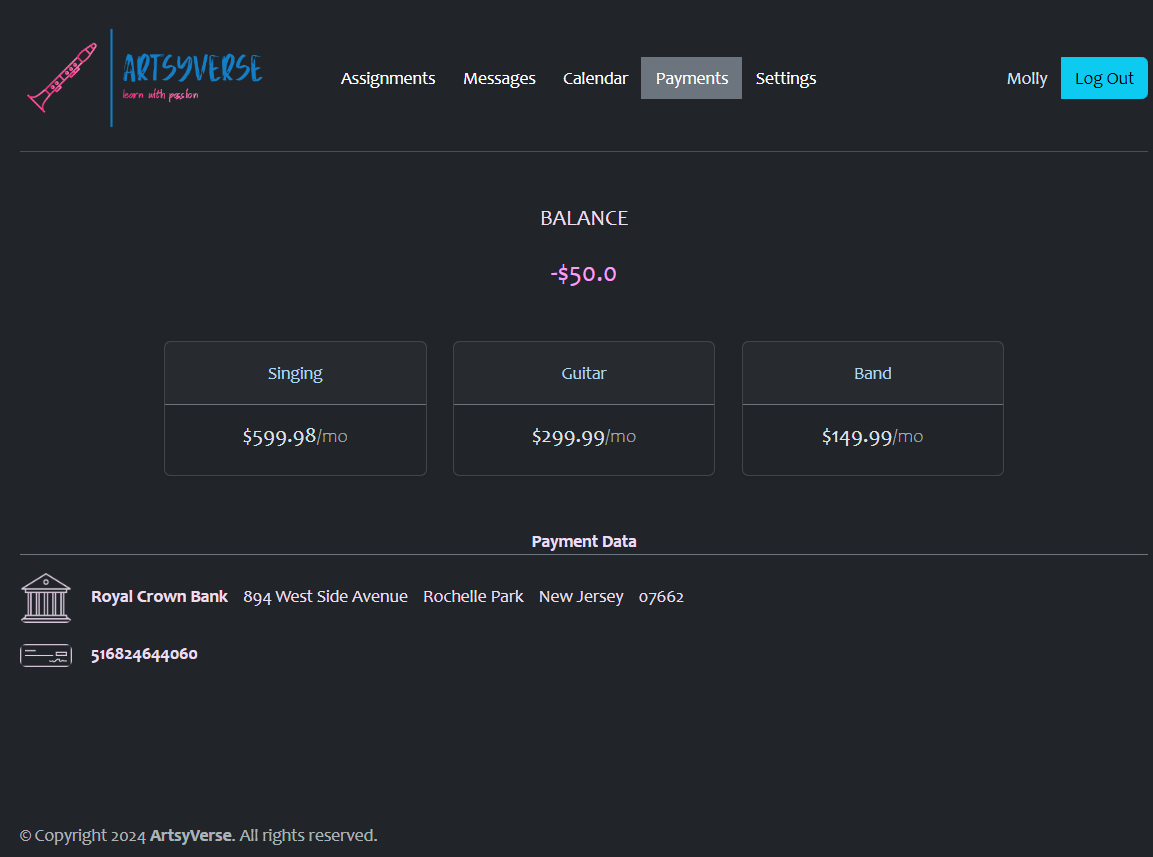 ARTSYVERSE
learn with passion
Assignments Messages Calendar Payments Settings Molly Log Out
BALANCE
-$50.0
Singing Guitar Band
$599.98/mo $299.99/mo $149.99/mo
Payment Data
Royal Crown Bank 894 West Side Avenue Rochelle Park New Jersey 07662
516824644060
© Copyright 2024 ArtsyVerse. All rights reserved.